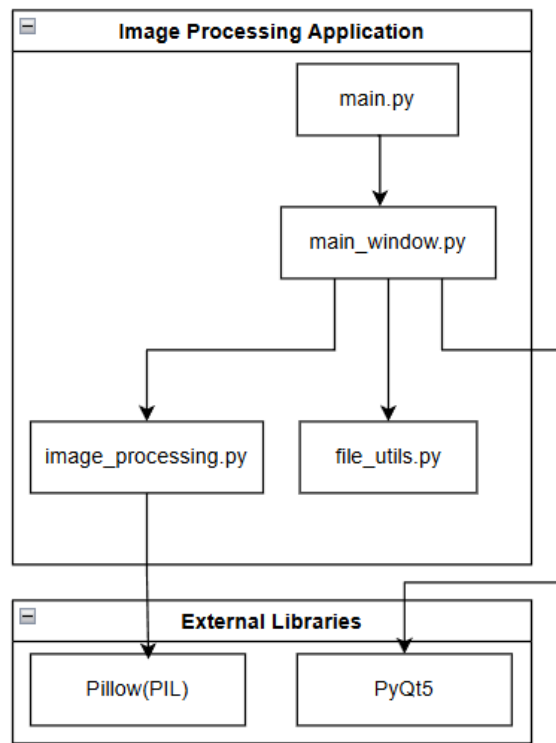 Image Processing Application
main.py
main_window.py
image_processing.py
file_utils.py
External Libraries
Pillow(PIL)
PyQt5